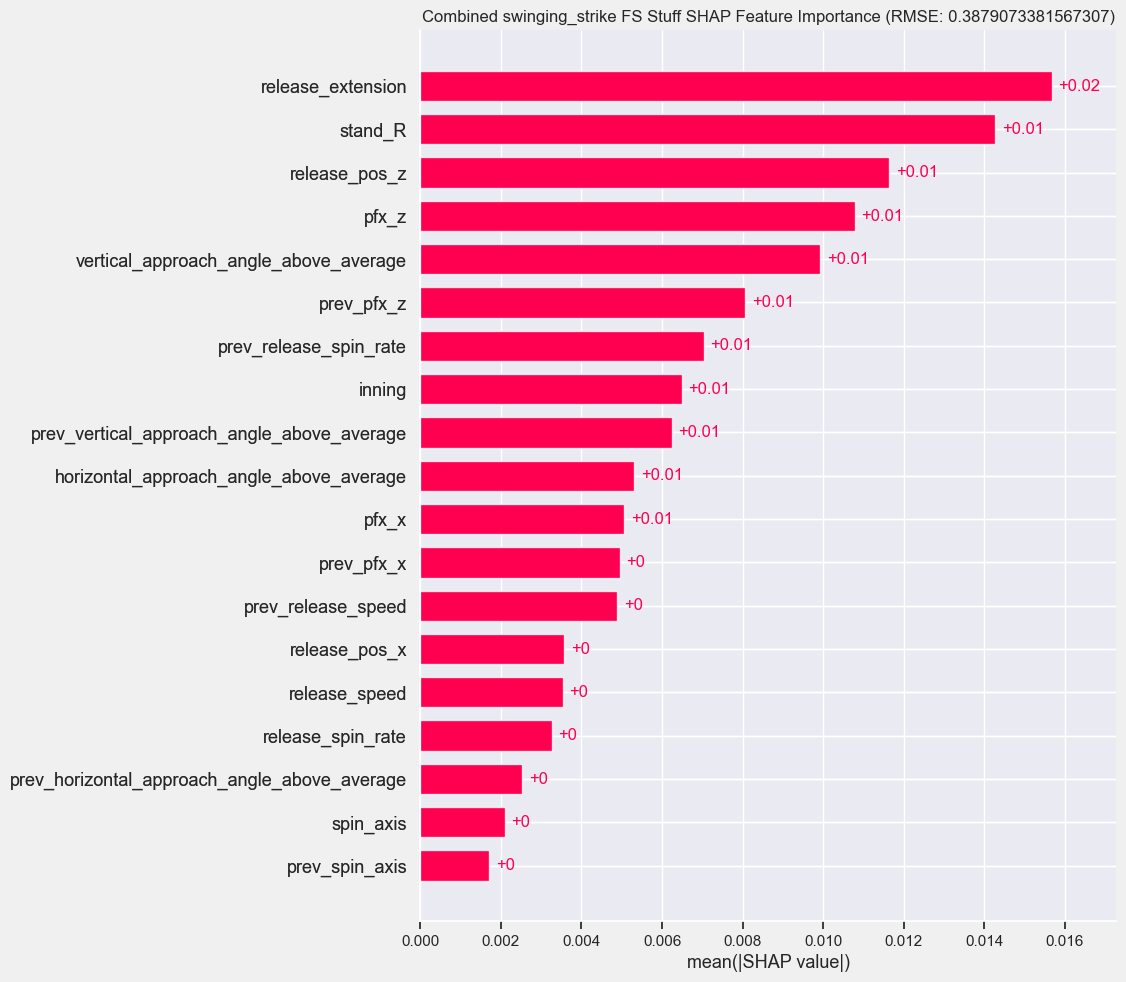 Combined swinging_strike FS Stuff SHAP Feature Importance (RMSE: 0.3879073381567307)
release_extension +0.02
stand_R +0.01
release_pos_z +0.01
pfx_z +0.01
vertical_approach_angle_above_average +0.01
prev_pfx_z +0.01
prev_release_spin_rate +0.01
inning +0.01
prev_vertical_approach_angle_above_average +0.01
horizontal_approach_angle_above_average +0.01
pfx_x +0.01
prev_pfx_x +0
prev_release_speed +0
release_pos_x +0
release_speed +0
release_spin_rate +0
prev_horizontal_approach_angle_above_average +0
spin_axis +0
prev_spin_axis +0
0.000 0.002 0.004 0.006 0.008 0.010 0.012 0.014 0.016
mean(|SHAP value|)